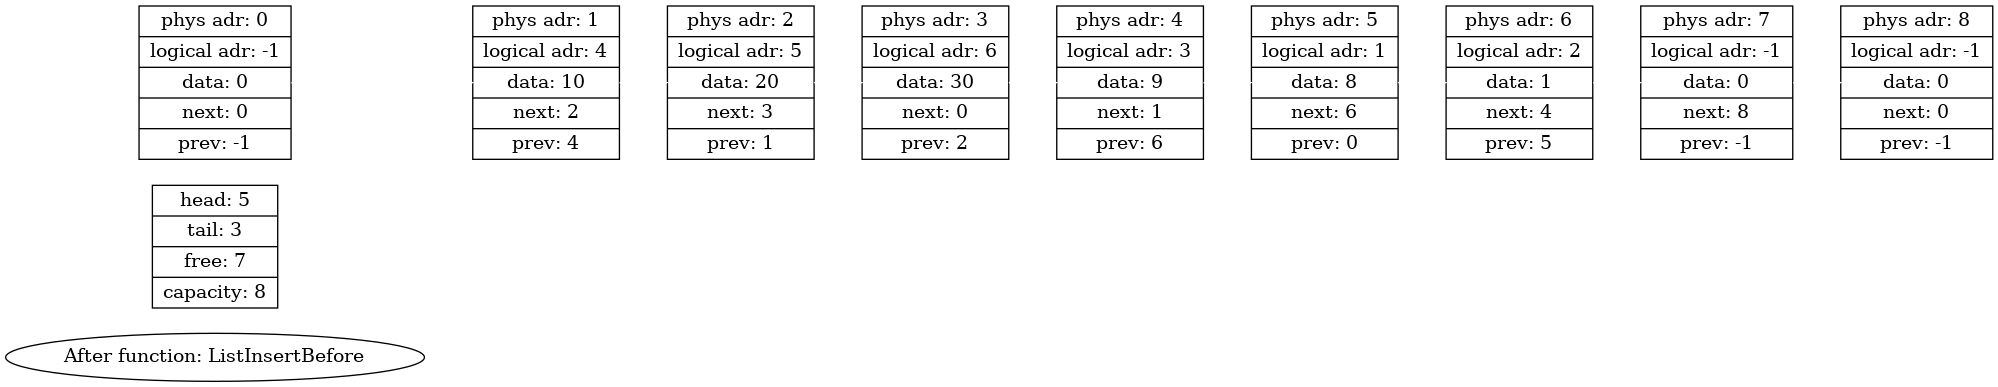 phys adr: 0
logical adr: -1
data: 0
next: 0
prev: -1
phys adr: 1
logical adr: 4
data: 10
next: 2
prev: 4
phys adr: 2
logical adr: 5
data: 20
next: 3
prev: 1
phys adr: 3
logical adr: 6
data: 30
next: 0
prev: 2
phys adr: 4
logical adr: 3
data: 9
next: 1
prev: 6
phys adr: 5
logical adr: 1
data: 8
next: 6
prev: 0
phys adr: 6
logical adr: 2
data: 1
next: 4
prev: 5
phys adr: 7
logical adr: -1
data: 0
next: 8
prev: -1
phys adr: 8
logical adr: -1
data: 0
next: 0
prev: -1
head: 5
tail: 3
free: 7
capacity: 8
After function: ListInsertBefore